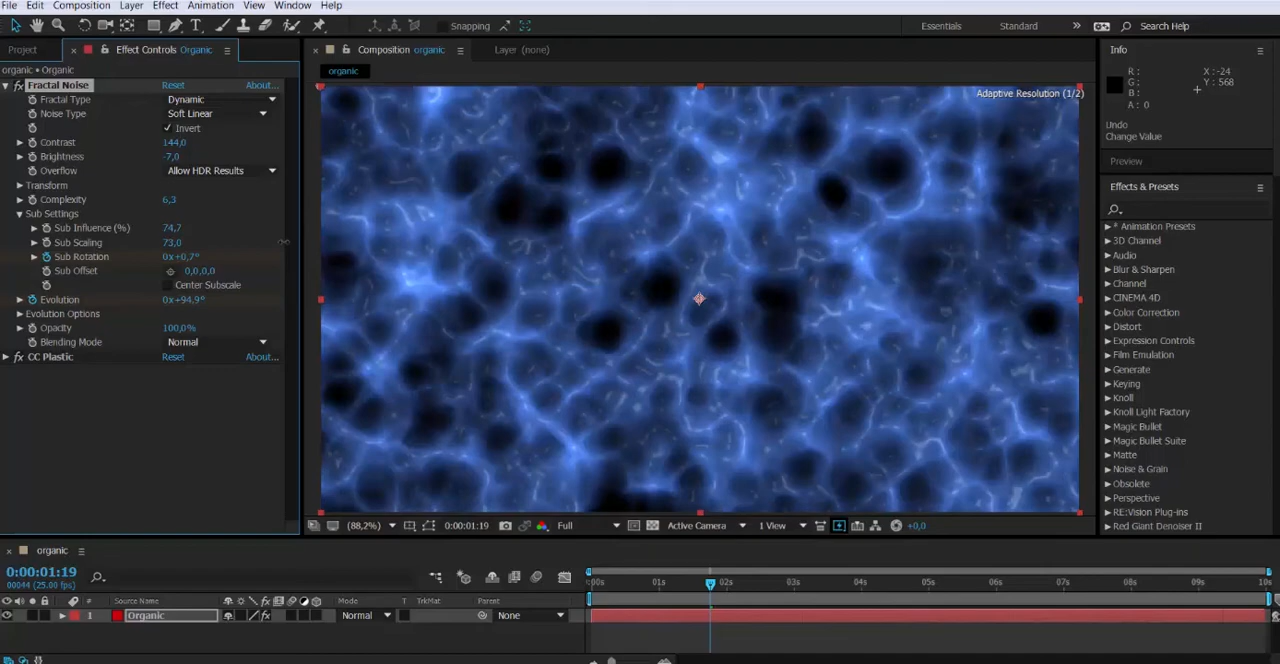 File Edit Composition Layer Effect Animation View Window Help
Snapping Essentials Standard Search Help
Project Effect Controls Organic Composition organic Layer (none) Info
organic • Organic
organic
Fractal Noise Reset About...
Fractal Type Dynamic
Noise Type Soft Linear
Invert
Contrast 144,0
Brightness -7,0
Overflow Allow HDR Results
Transform
Complexity 6,3
Sub Settings
Sub Influence (%) 74,7
Sub Scaling 73,0
Sub Rotation 0x+0,7°
Sub Offset 0,0,0,0
Center Subscale
Evolution 0x+94,9°
Evolution Options
Opacity 100,0%
Blending Mode Normal
CC Plastic Reset About...
Adaptive Resolution (1/2)
(88,2%) 0:00:01:19 Full Active Camera 1 View +0,0
R: X:-24
G: Y: 568
B:
A: 0
Undo
Change Value
Preview
Effects & Presets
* Animation Presets
3D Channel
Audio
Blur & Sharpen
Channel
CINEMA 4D
Color Correction
Distort
Expression Controls
Film Emulation
Generate
Keying
Knoll
Knoll Light Factory
Magic Bullet
Magic Bullet Suite
Matte
Noise & Grain
Obsolete
Perspective
RE:Vision Plug-ins
Red Giant Denoiser II
organic
0:00:01:19
00044 (25.00 fps)
:00s 01s 02s 03s 04s 05s 06s 07s 08s 09s 10s
# Source Name Mode T TrkMat Parent
1 Organic Normal None